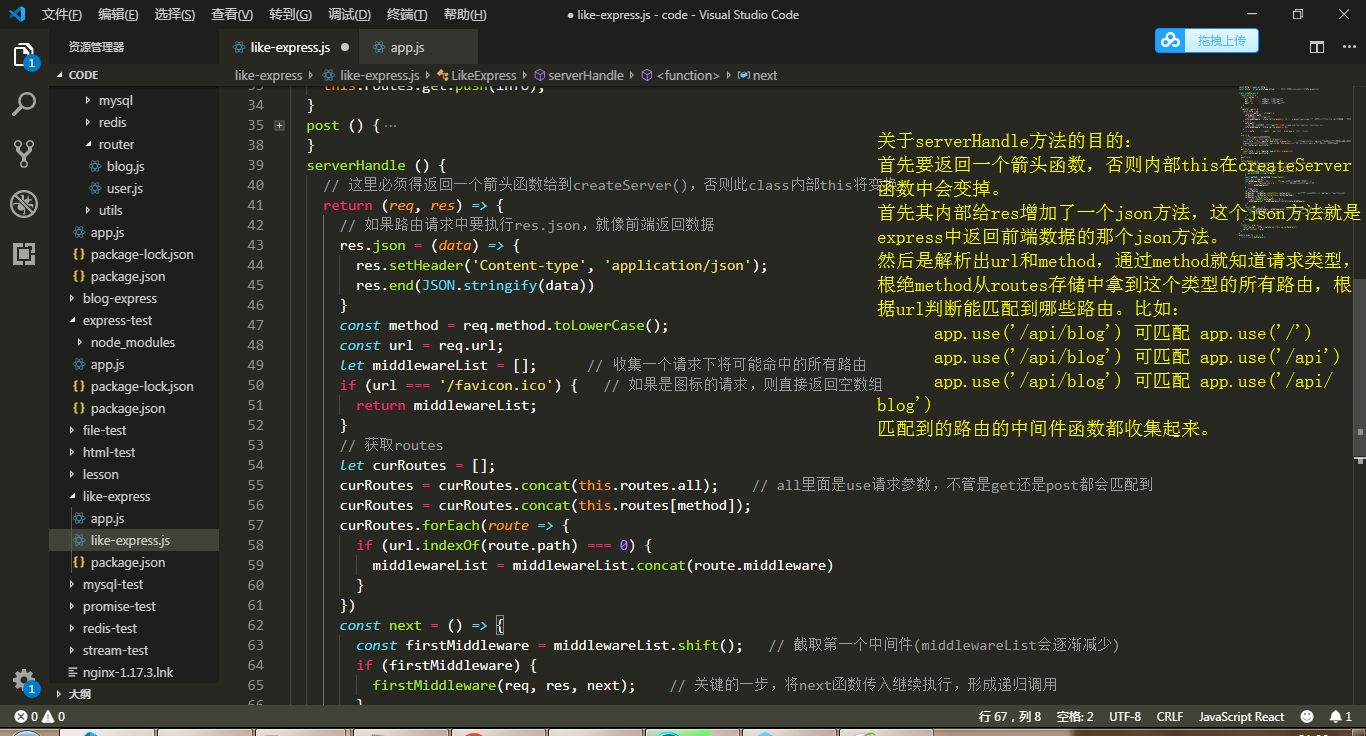 文件(F) 编辑(E) 选择(S) 查看(V) 转到(G) 调试(D) 终端(T) 帮助(H) ● like-express.js - code - Visual Studio Code
拖拽上传
资源管理器
like-express.js ●
app.js
CODE
mysql
redis
router
blog.js
user.js
utils
app.js
package-lock.json
package.json
blog-express
express-test
node_modules
app.js
package-lock.json
package.json
file-test
html-test
lesson
like-express
app.js
like-express.js
package.json
mysql-test
promise-test
redis-test
stream-test
nginx-1.17.3.lnk
大纲
1
1
like-express ▸ like-express.js ▸ LikeExpress ▸ serverHandle ▸ <function> ▸ next
33 this.routes.get.push(info);
34 }
35 post () {…
38 }
39 serverHandle () {
40 // 这里必须得返回一个箭头函数给到createServer()，否则此class内部this将变换
41 return (req, res) => {
42 // 如果路由请求中要执行res.json，就像前端返回数据
43 res.json = (data) => {
44 res.setHeader('Content-type', 'application/json');
45 res.end(JSON.stringify(data))
46 }
47 const method = req.method.toLowerCase();
48 const url = req.url;
49 let middlewareList = []; // 收集一个请求下将可能命中的所有路由
50 if (url === '/favicon.ico') { // 如果是图标的请求，则直接返回空数组
51 return middlewareList;
52 }
53 // 获取routes
54 let curRoutes = [];
55 curRoutes = curRoutes.concat(this.routes.all); // all里面是use请求参数，不管是get还是post都会匹配到
56 curRoutes = curRoutes.concat(this.routes[method]);
57 curRoutes.forEach(route => {
58 if (url.indexOf(route.path) === 0) {
59 middlewareList = middlewareList.concat(route.middleware)
60 }
61 })
62 const next = () => {
63 const firstMiddleware = middlewareList.shift(); // 截取第一个中间件(middlewareList会逐渐减少)
64 if (firstMiddleware) {
65 firstMiddleware(req, res, next); // 关键的一步，将next函数传入继续执行，形成递归调用
66 }
关于serverHandle方法的目的：
首先要返回一个箭头函数，否则内部this在createServer
函数中会变掉。
首先其内部给res增加了一个json方法，这个json方法就是
express中返回前端数据的那个json方法。
然后是解析出url和method，通过method就知道请求类型，
根绝method从routes存储中拿到这个类型的所有路由，根
据url判断能匹配到哪些路由。比如：
app.use('/api/blog') 可匹配 app.use('/')
app.use('/api/blog') 可匹配 app.use('/api')
app.use('/api/blog') 可匹配 app.use('/api/
blog')
匹配到的路由的中间件函数都收集起来。
0 0 行 67，列 8 空格: 2 UTF-8 CRLF JavaScript React 1